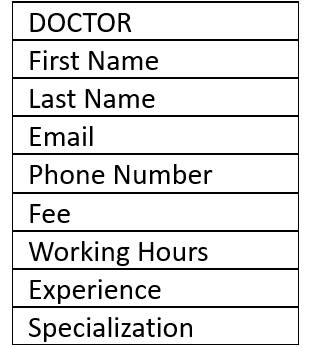 DOCTOR
First Name
Last Name
Email
Phone Number
Fee
Working Hours
Experience
Specialization